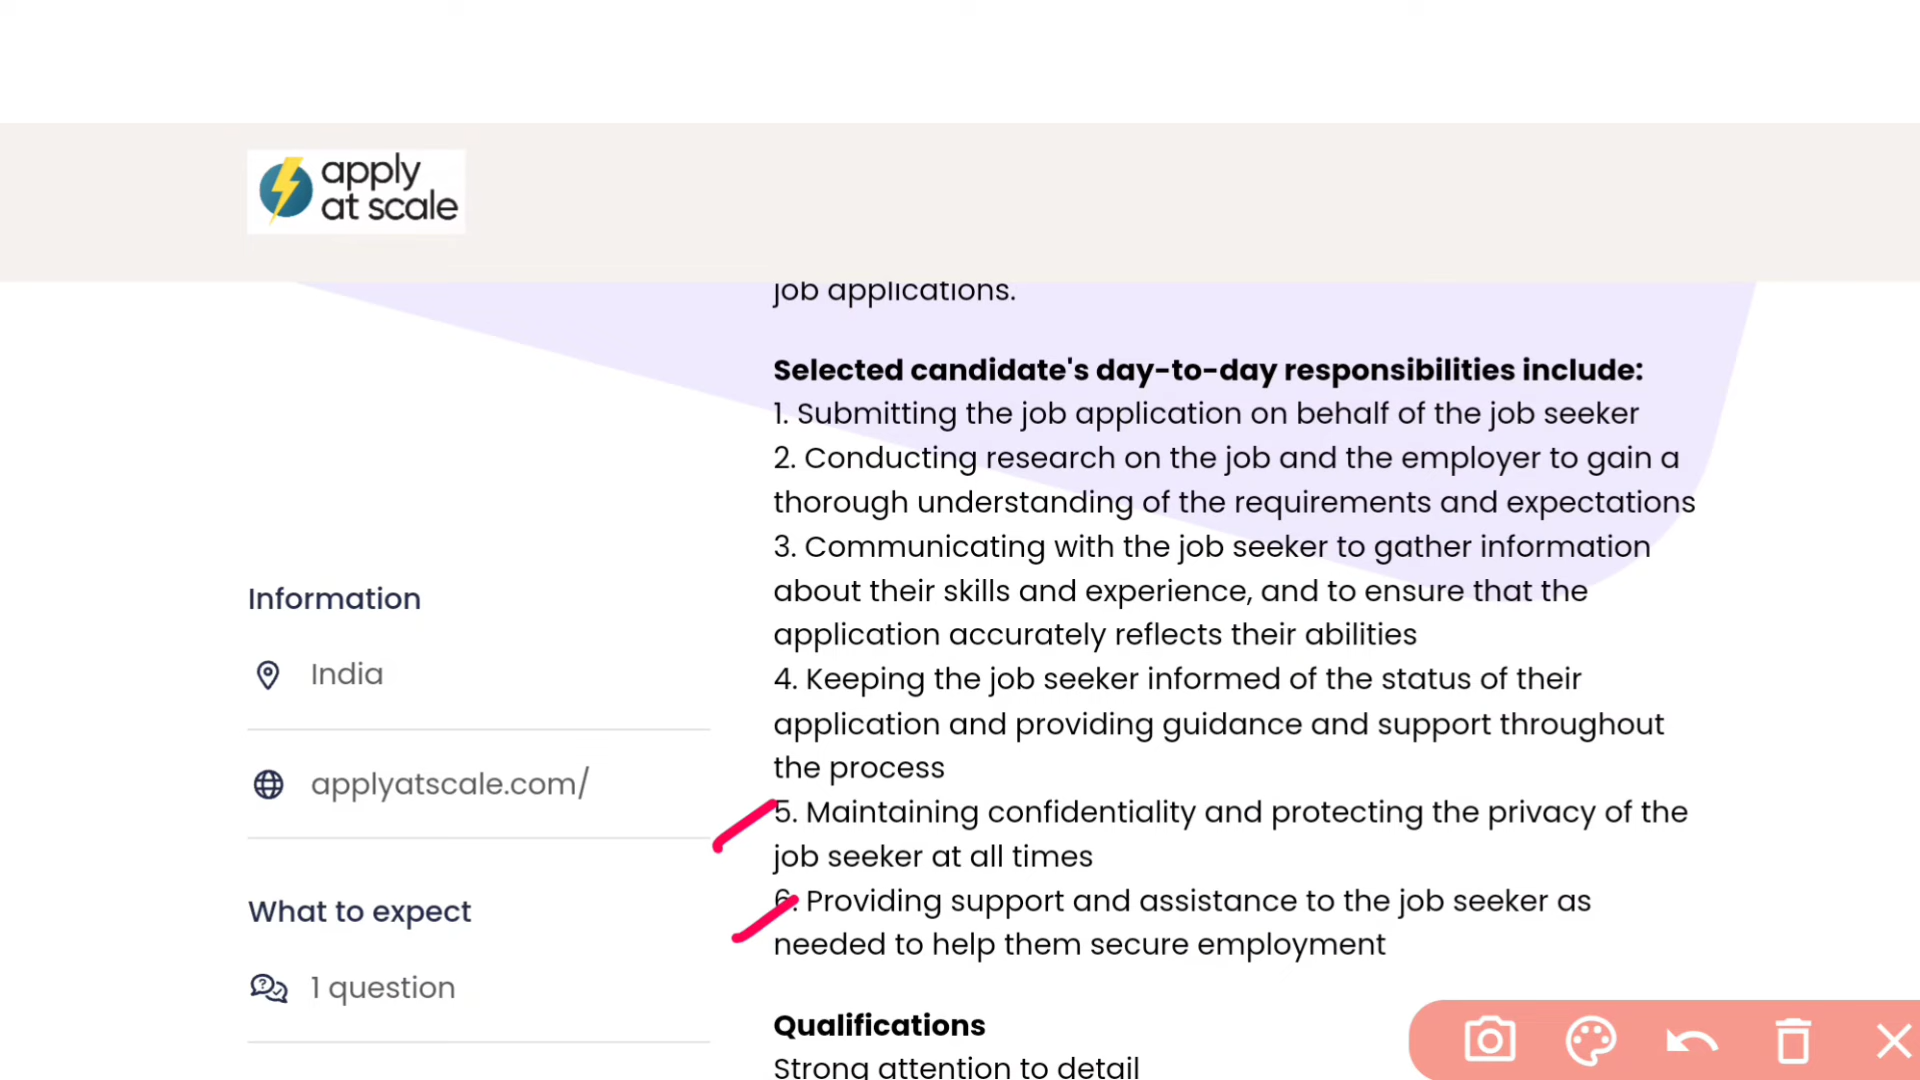 apply
at scale
job applications.
Selected candidate's day-to-day responsibilities include:
1. Submitting the job application on behalf of the job seeker
2. Conducting research on the job and the employer to gain a
thorough understanding of the requirements and expectations
3. Communicating with the job seeker to gather information
about their skills and experience, and to ensure that the
application accurately reflects their abilities
4. Keeping the job seeker informed of the status of their
application and providing guidance and support throughout
the process
5. Maintaining confidentiality and protecting the privacy of the
job seeker at all times
6. Providing support and assistance to the job seeker as
needed to help them secure employment
Qualifications
Strong attention to detail
Information
India
applyatscale.com/
What to expect
1 question